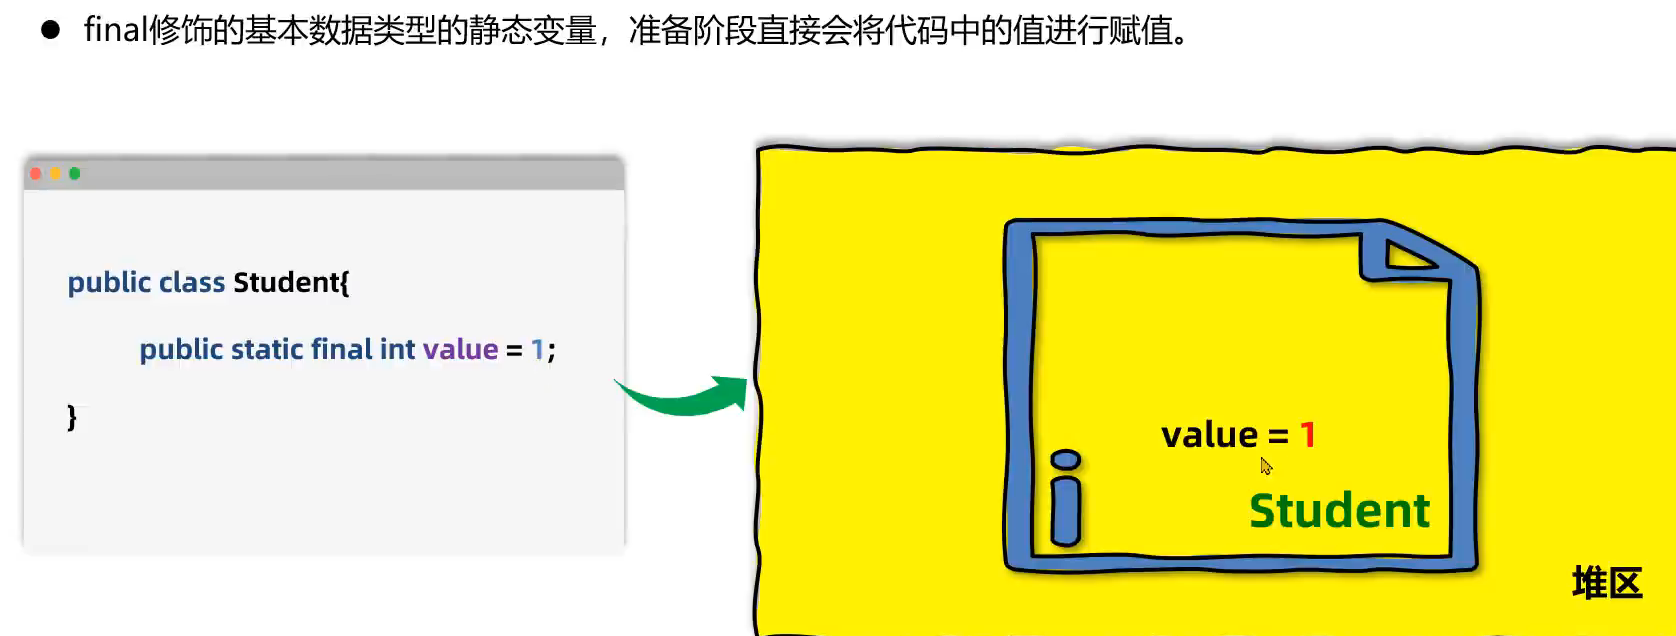 ● final修饰的基本数据类型的静态变量，准备阶段直接会将代码中的值进行赋值。
public class Student{
public static final int value = 1;
}
value = 1
Student
堆区